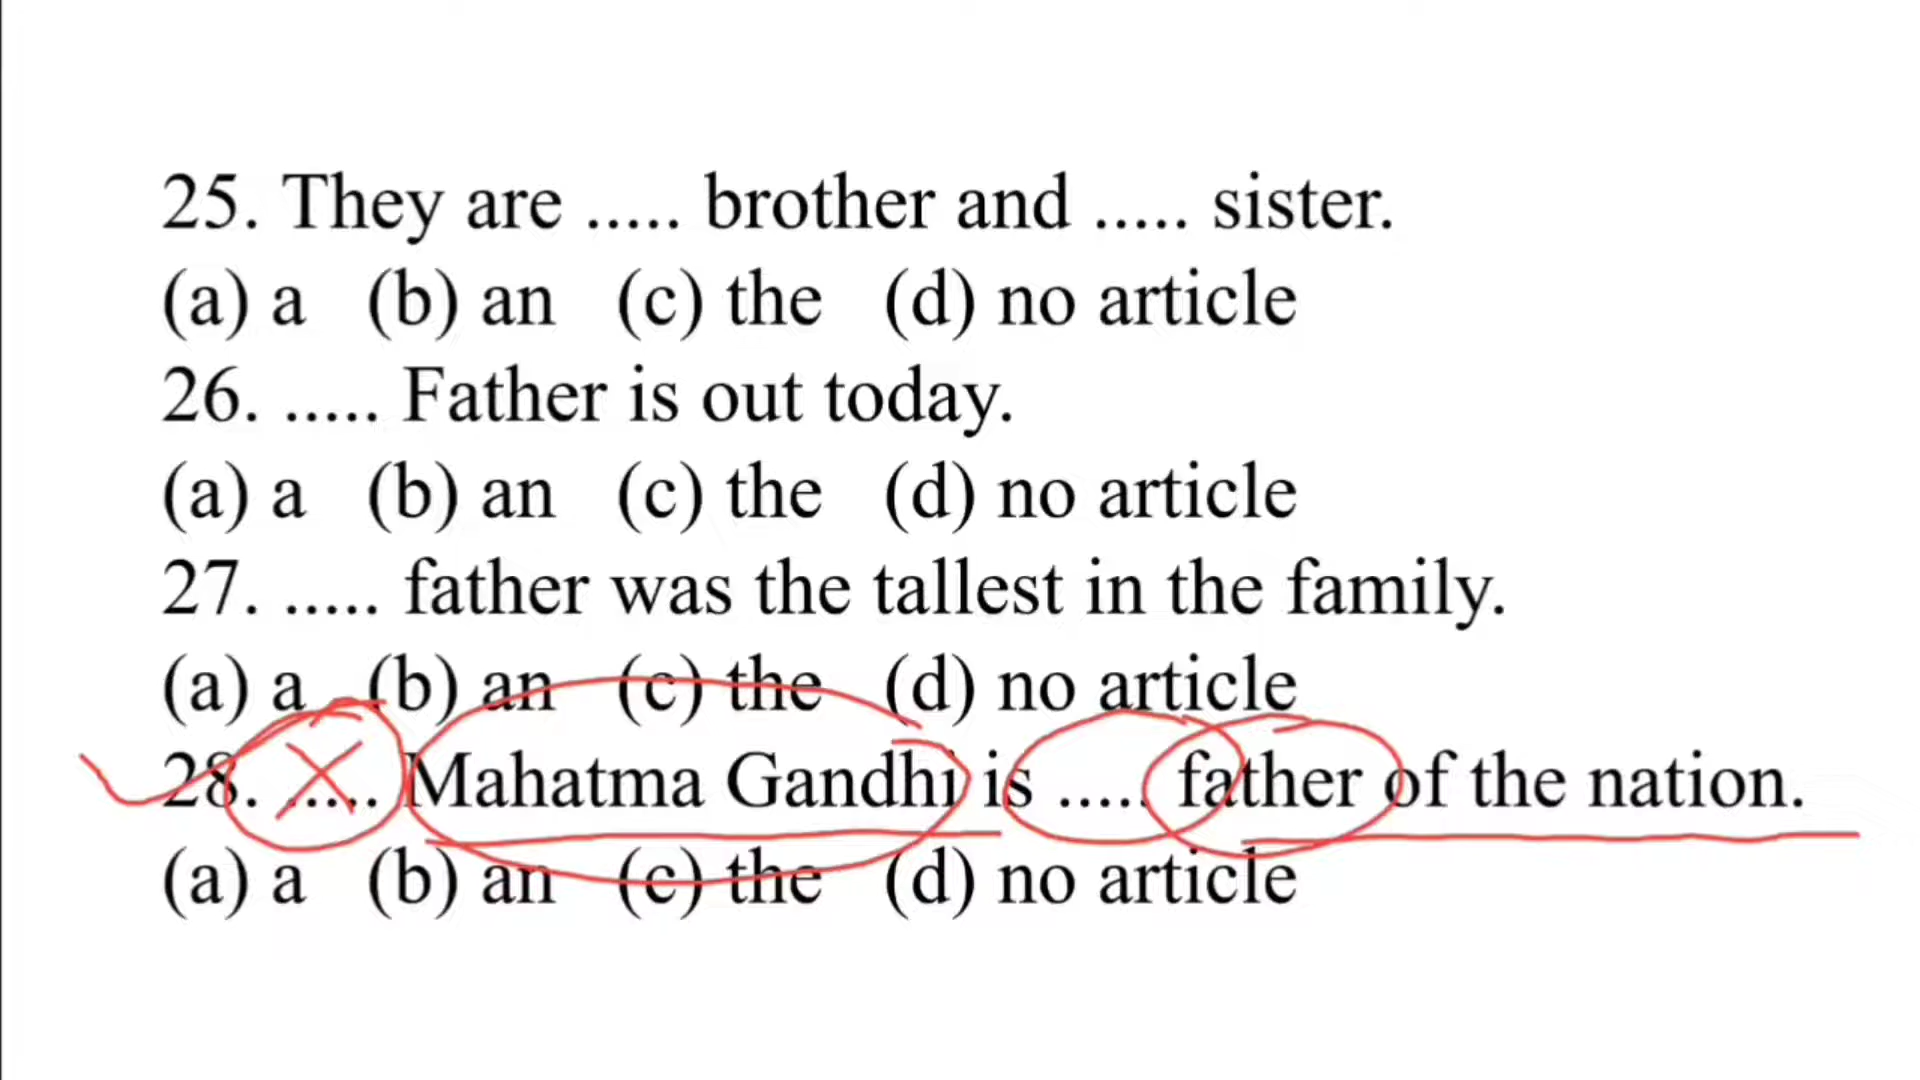 25. They are ..... brother and ..... sister.
(a) a (b) an (c) the (d) no article
26. ..... Father is out today.
(a) a (b) an (c) the (d) no article
27. ..... father was the tallest in the family.
(a) a (b) an (c) the (d) no article
28. ..... Mahatma Gandhi is ..... father of the nation.
(a) a (b) an (c) the (d) no article